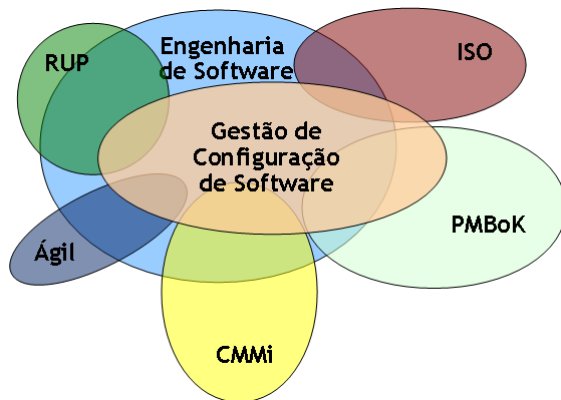 RUP
Engenharia
de Software
ISO
Gestão de
Configuração
de Software
PMBoK
Ágil
CMMi